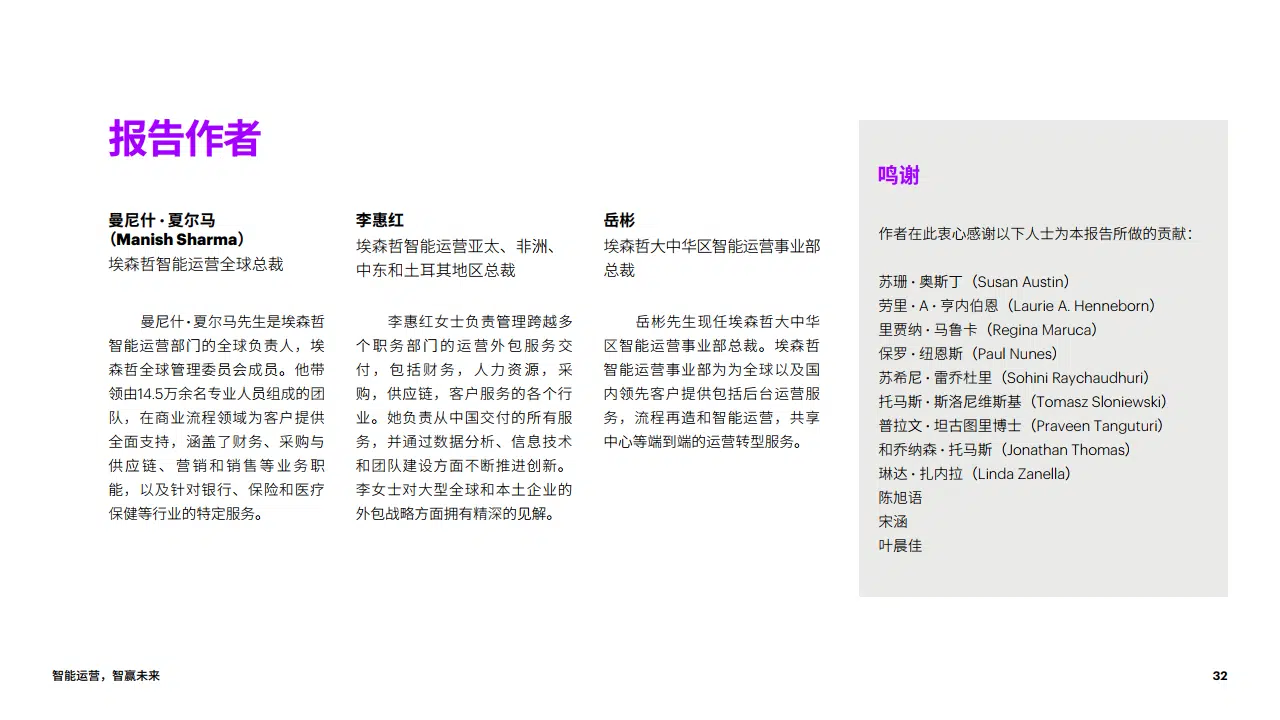 报告作者
曼尼什·夏尔马
（Manish Sharma）
埃森哲智能运营全球总裁
曼尼什·夏尔马先生是埃森哲
智能运营部门的全球负责人，埃
森哲全球管理委员会成员。他带
领由14.5万余名专业人员组成的团
队，在商业流程领域为客户提供
全面支持，涵盖了财务、采购与
供应链、营销和销售等业务职
能，以及针对银行、保险和医疗
保健等行业的特定服务。
李惠红
埃森哲智能运营亚太、非洲、
中东和土耳其地区总裁
李惠红女士负责管理跨越多
个职务部门的运营外包服务交
付，包括财务，人力资源，采
购，供应链，客户服务的各个行
业。她负责从中国交付的所有服
务，并通过数据分析、信息技术
和团队建设方面不断推进创新。
李女士对大型全球和本土企业的
外包战略方面拥有精深的见解。
岳彬
埃森哲大中华区智能运营事业部
总裁
岳彬先生现任埃森哲大中华
区智能运营事业部总裁。埃森哲
智能运营事业部为为全球以及国
内领先客户提供包括后台运营服
务，流程再造和智能运营，共享
中心等端到端的运营转型服务。
鸣谢
作者在此衷心感谢以下人士为本报告所做的贡献：
苏珊·奥斯丁（Susan Austin）
劳里·A·亨内伯恩（Laurie A. Henneborn）
里贾纳·马鲁卡（Regina Maruca）
保罗·纽恩斯（Paul Nunes）
苏希尼·雷乔杜里（Sohini Raychaudhuri）
托马斯·斯洛尼维斯基（Tomasz Sloniewski）
普拉文·坦古图里博士（Praveen Tanguturi）
和乔纳森·托马斯（Jonathan Thomas）
琳达·扎内拉（Linda Zanella）
陈旭语
宋涵
叶晨佳
智能运营，智赢未来
32